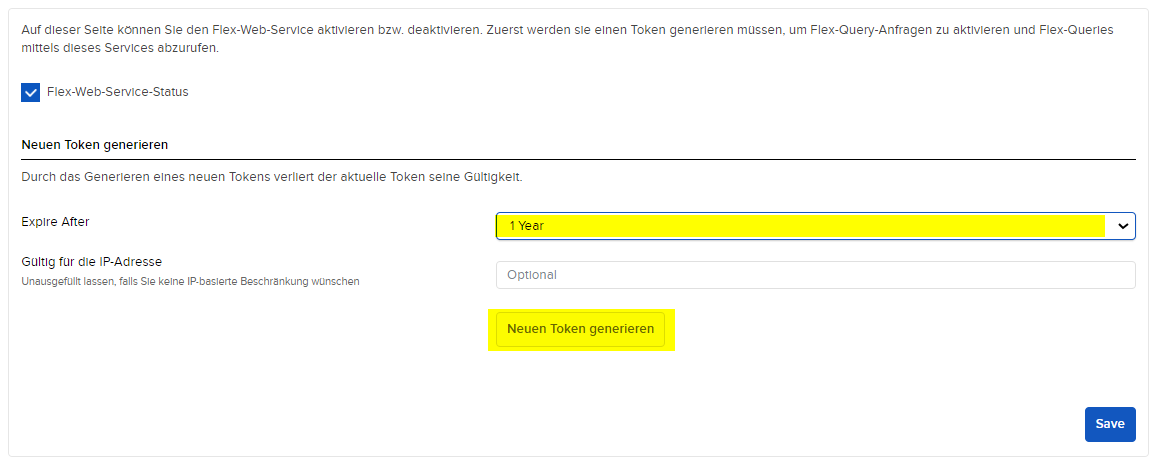 Auf dieser Seite können Sie den Flex-Web-Service aktivieren bzw. deaktivieren. Zuerst werden sie einen Token generieren müssen, um Flex-Query-Anfragen zu aktivieren und Flex-Queries
mittels dieses Services abzurufen.
Flex-Web-Service-Status
Neuen Token generieren
Durch das Generieren eines neuen Tokens verliert der aktuelle Token seine Gültigkeit.
Expire After
1 Year
Gültig für die IP-Adresse
Unausgefüllt lassen, falls Sie keine IP-basierte Beschränkung wünschen
Optional
Neuen Token generieren
Save